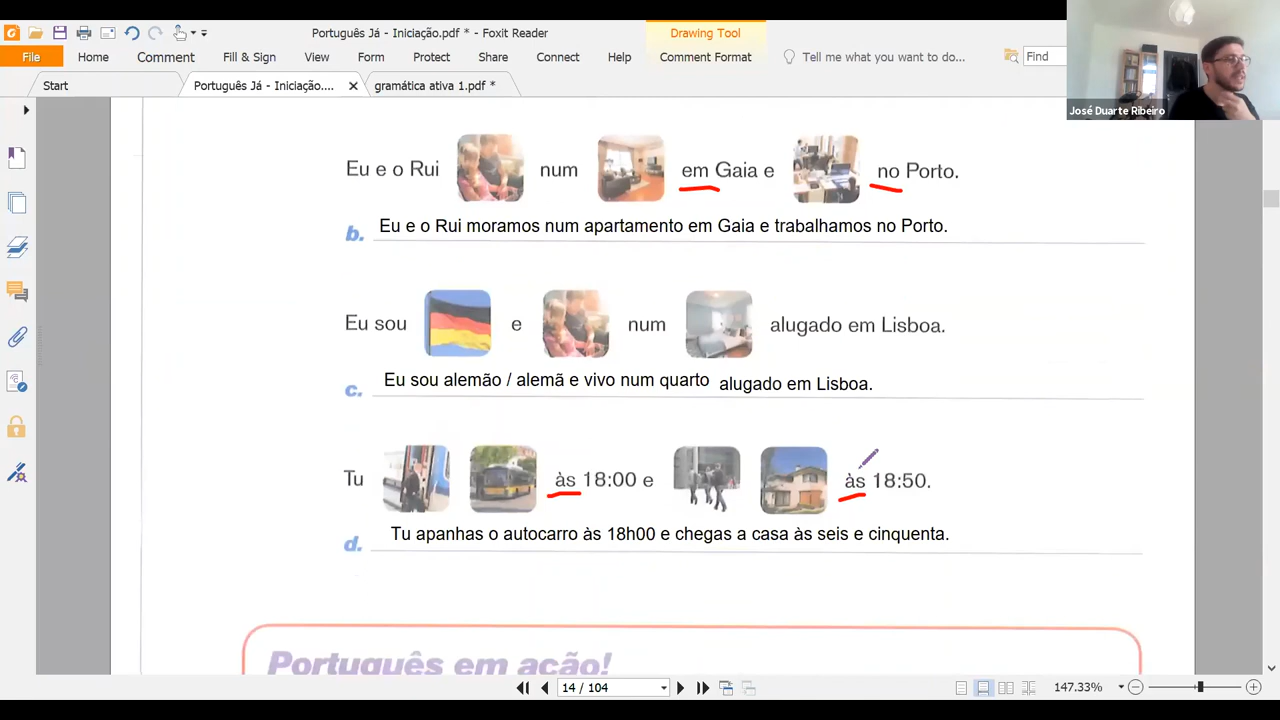 Português Já - Iniciação.pdf * - Foxit Reader
Drawing Tool
File Home Comment Fill & Sign View Form Protect Share Connect Help Comment Format Tell me what you want to do... Find
Start Português Já - Iniciação.... gramática ativa 1.pdf *
José Duarte Ribeiro
Eu e o Rui num em Gaia e no Porto.
b. Eu e o Rui moramos num apartamento em Gaia e trabalhamos no Porto.
Eu sou e num alugado em Lisboa.
c. Eu sou alemão / alemã e vivo num quarto alugado em Lisboa.
Tu às 18:00 e às 18:50.
d. Tu apanhas o autocarro às 18h00 e chegas a casa às seis e cinquenta.
Português em ação!
14 / 104 147.33%